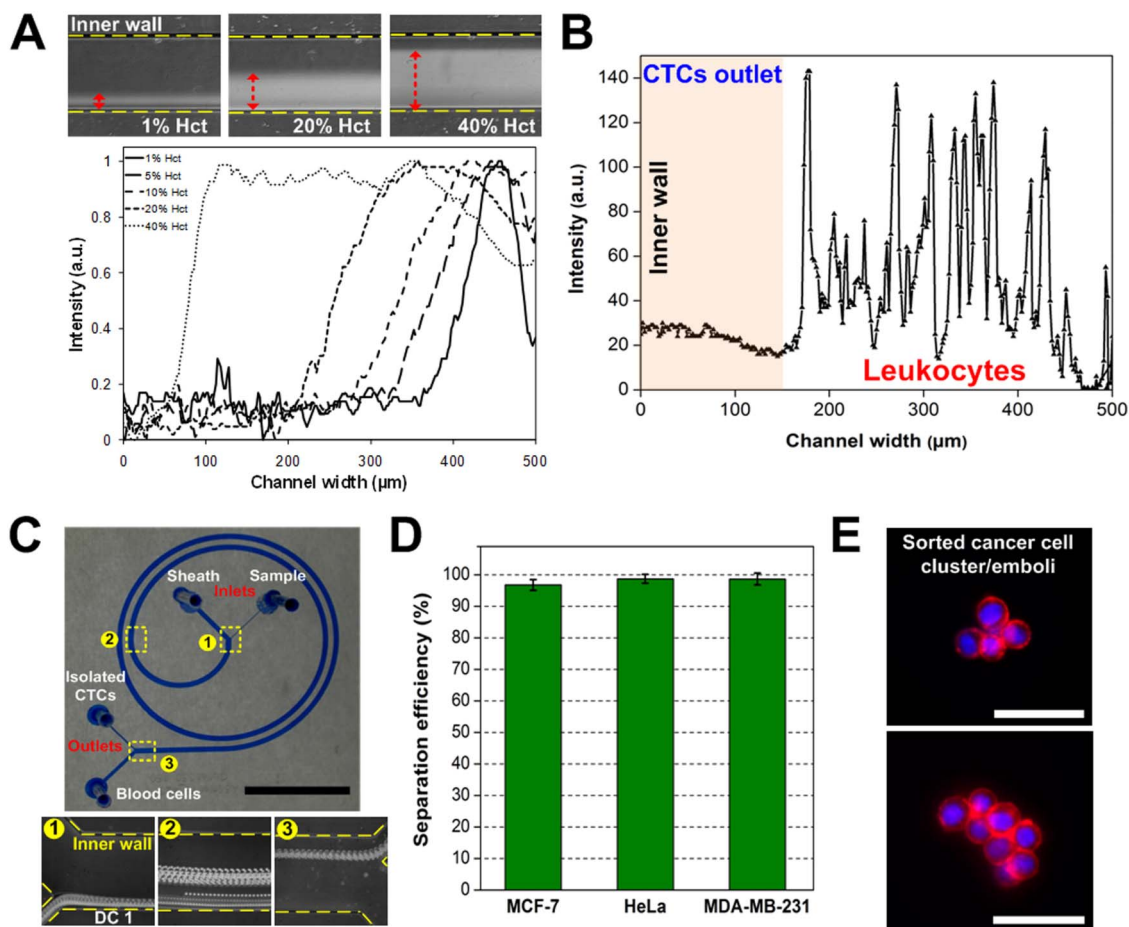 A
Inner wall
1% Hct
20% Hct
40% Hct
1% Hct
5% Hct
10% Hct
20% Hct
40% Hct
Intensity (a.u.)
1
0.8
0.6
0.4
0.2
0
0 100 200 300 400 500
Channel width (µm)
B
CTCs outlet
Inner wall
Leukocytes
Intensity (a.u.)
140
120
100
80
60
40
20
0
0 100 200 300 400 500
Channel width (µm)
C
Sheath
Sample
Inlets
2
1
Isolated
CTCs
Outlets
3
Blood cells
1
2
3
Inner wall
DC 1
D
Separation efficiency (%)
100
90
80
70
60
50
40
30
20
10
0
MCF-7
HeLa
MDA-MB-231
E
Sorted cancer cell
cluster/emboli